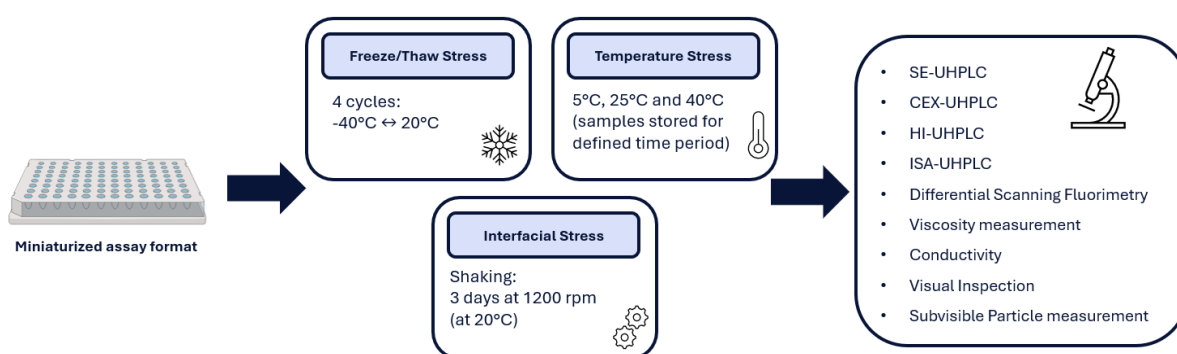 Miniaturized assay format
Freeze/Thaw Stress
4 cycles:
-40°C ↔ 20°C
Temperature Stress
5°C, 25°C and 40°C
(samples stored for
defined time period)
Interfacial Stress
Shaking:
3 days at 1200 rpm
(at 20°C)
• SE-UHPLC
• CEX-UHPLC
• HI-UHPLC
• ISA-UHPLC
• Differential Scanning Fluorimetry
• Viscosity measurement
• Conductivity
• Visual Inspection
• Subvisible Particle measurement